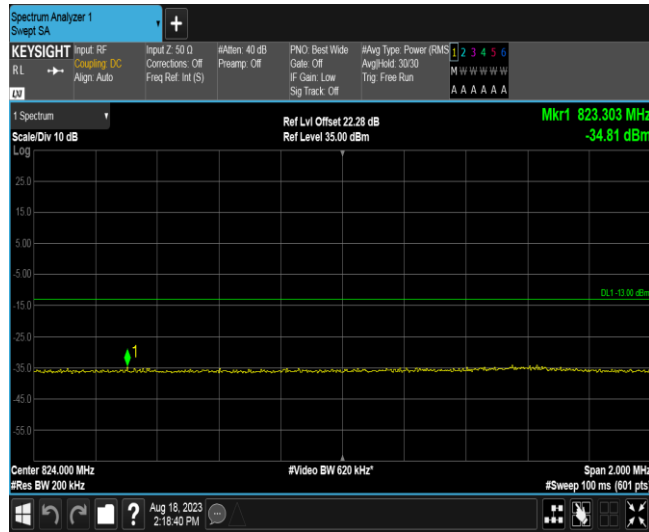 Spectrum Analyzer 1
Swept SA
KEYSIGHT
RL
LXI
Input: RF
Coupling: DC
Align: Auto
Input Z: 50 Ω
Corrections: Off
Freq Ref: Int (S)
#Atten: 40 dB
Preamp: Off
PNO: Best Wide
Gate: Off
IF Gain: Low
Sig Track: Off
#Avg Type: Power (RMS
Avg|Hold: 30/30
Trig: Free Run
1 2 3 4 5 6
M W W W W W
A A A A A A
1 Spectrum
Scale/Div 10 dB
Log
Ref Lvl Offset 22.28 dB
Ref Level 35.00 dBm
Mkr1 823.303 MHz
-34.81 dBm
25.0
15.0
5.00
-5.00
DL1 -13.00 dBm
-15.0
-25.0
1
-35.0
-45.0
-55.0
Center 824.000 MHz
#Res BW 200 kHz
#Video BW 620 kHz*
Span 2.000 MHz
#Sweep 100 ms (601 pts)
?
Aug 18, 2023
2:18:40 PM